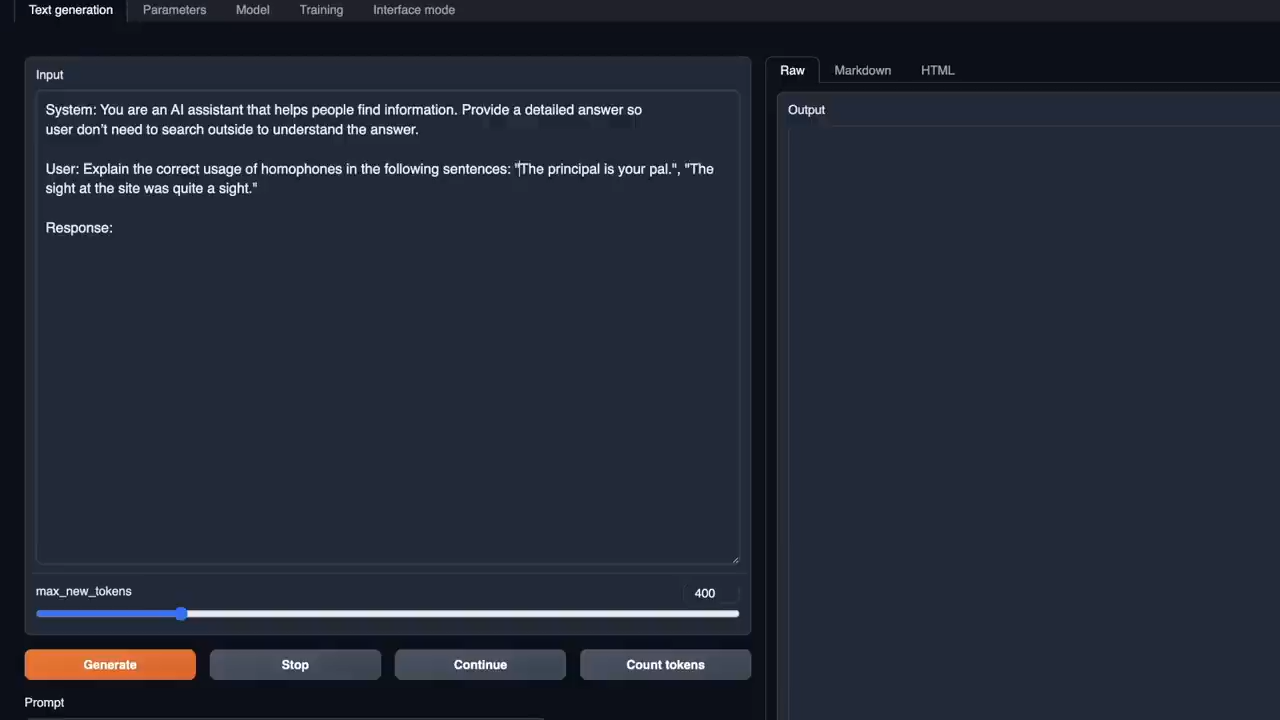 Text generation
Parameters
Model
Training
Interface mode
Input
System: You are an AI assistant that helps people find information. Provide a detailed answer so
user don’t need to search outside to understand the answer.
User: Explain the correct usage of homophones in the following sentences: "The principal is your pal.", "The
sight at the site was quite a sight."
Response:
max_new_tokens
400
Generate
Stop
Continue
Count tokens
Prompt
Raw
Markdown
HTML
Output